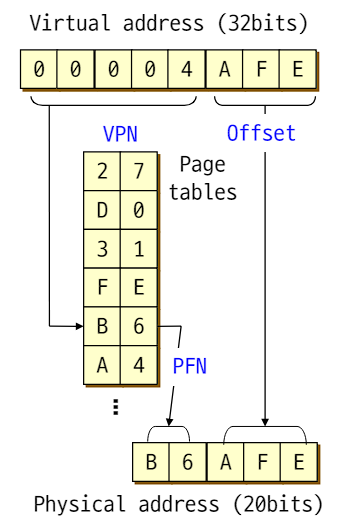 Virtual address (32bits)
0 0 0 0 4 A F E
VPN
Offset
Page
tables
2 7
D 0
3 1
F E
B 6
A 4
PFN
⋮
B 6 A F E
Physical address (20bits)